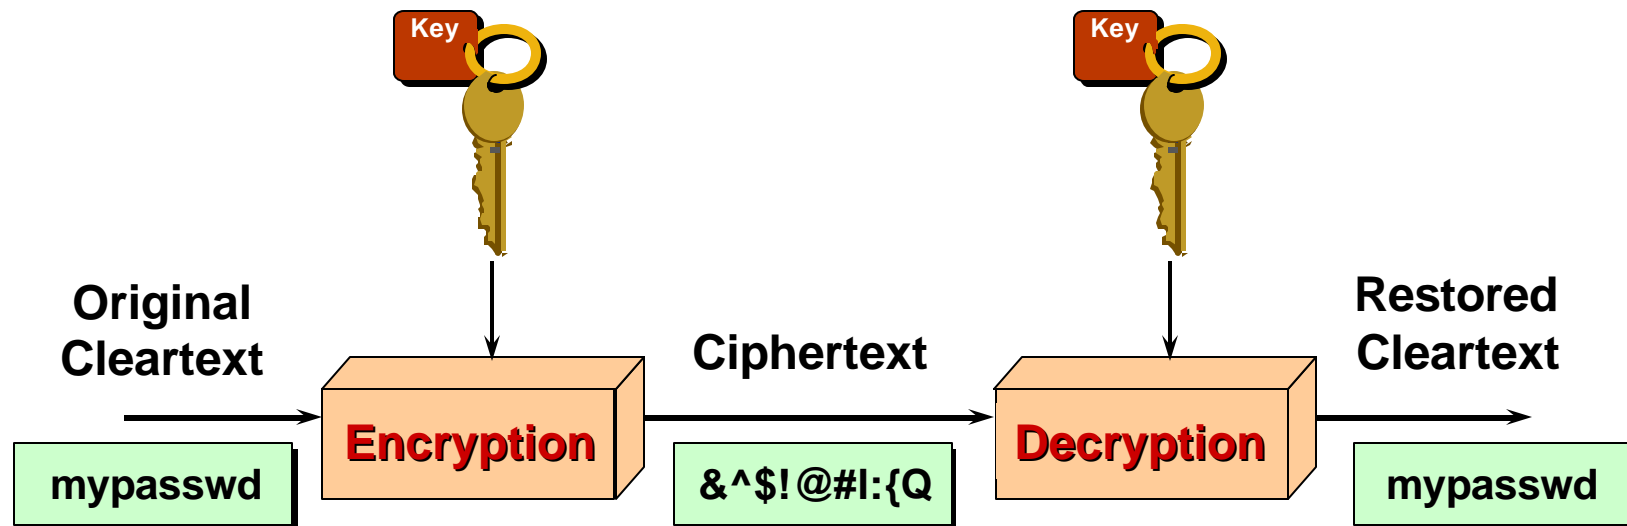 Key
Key
Original
Cleartext
Ciphertext
Restored
Cleartext
Encryption
Decryption
mypasswd
&^$!@#l:{Q
mypasswd